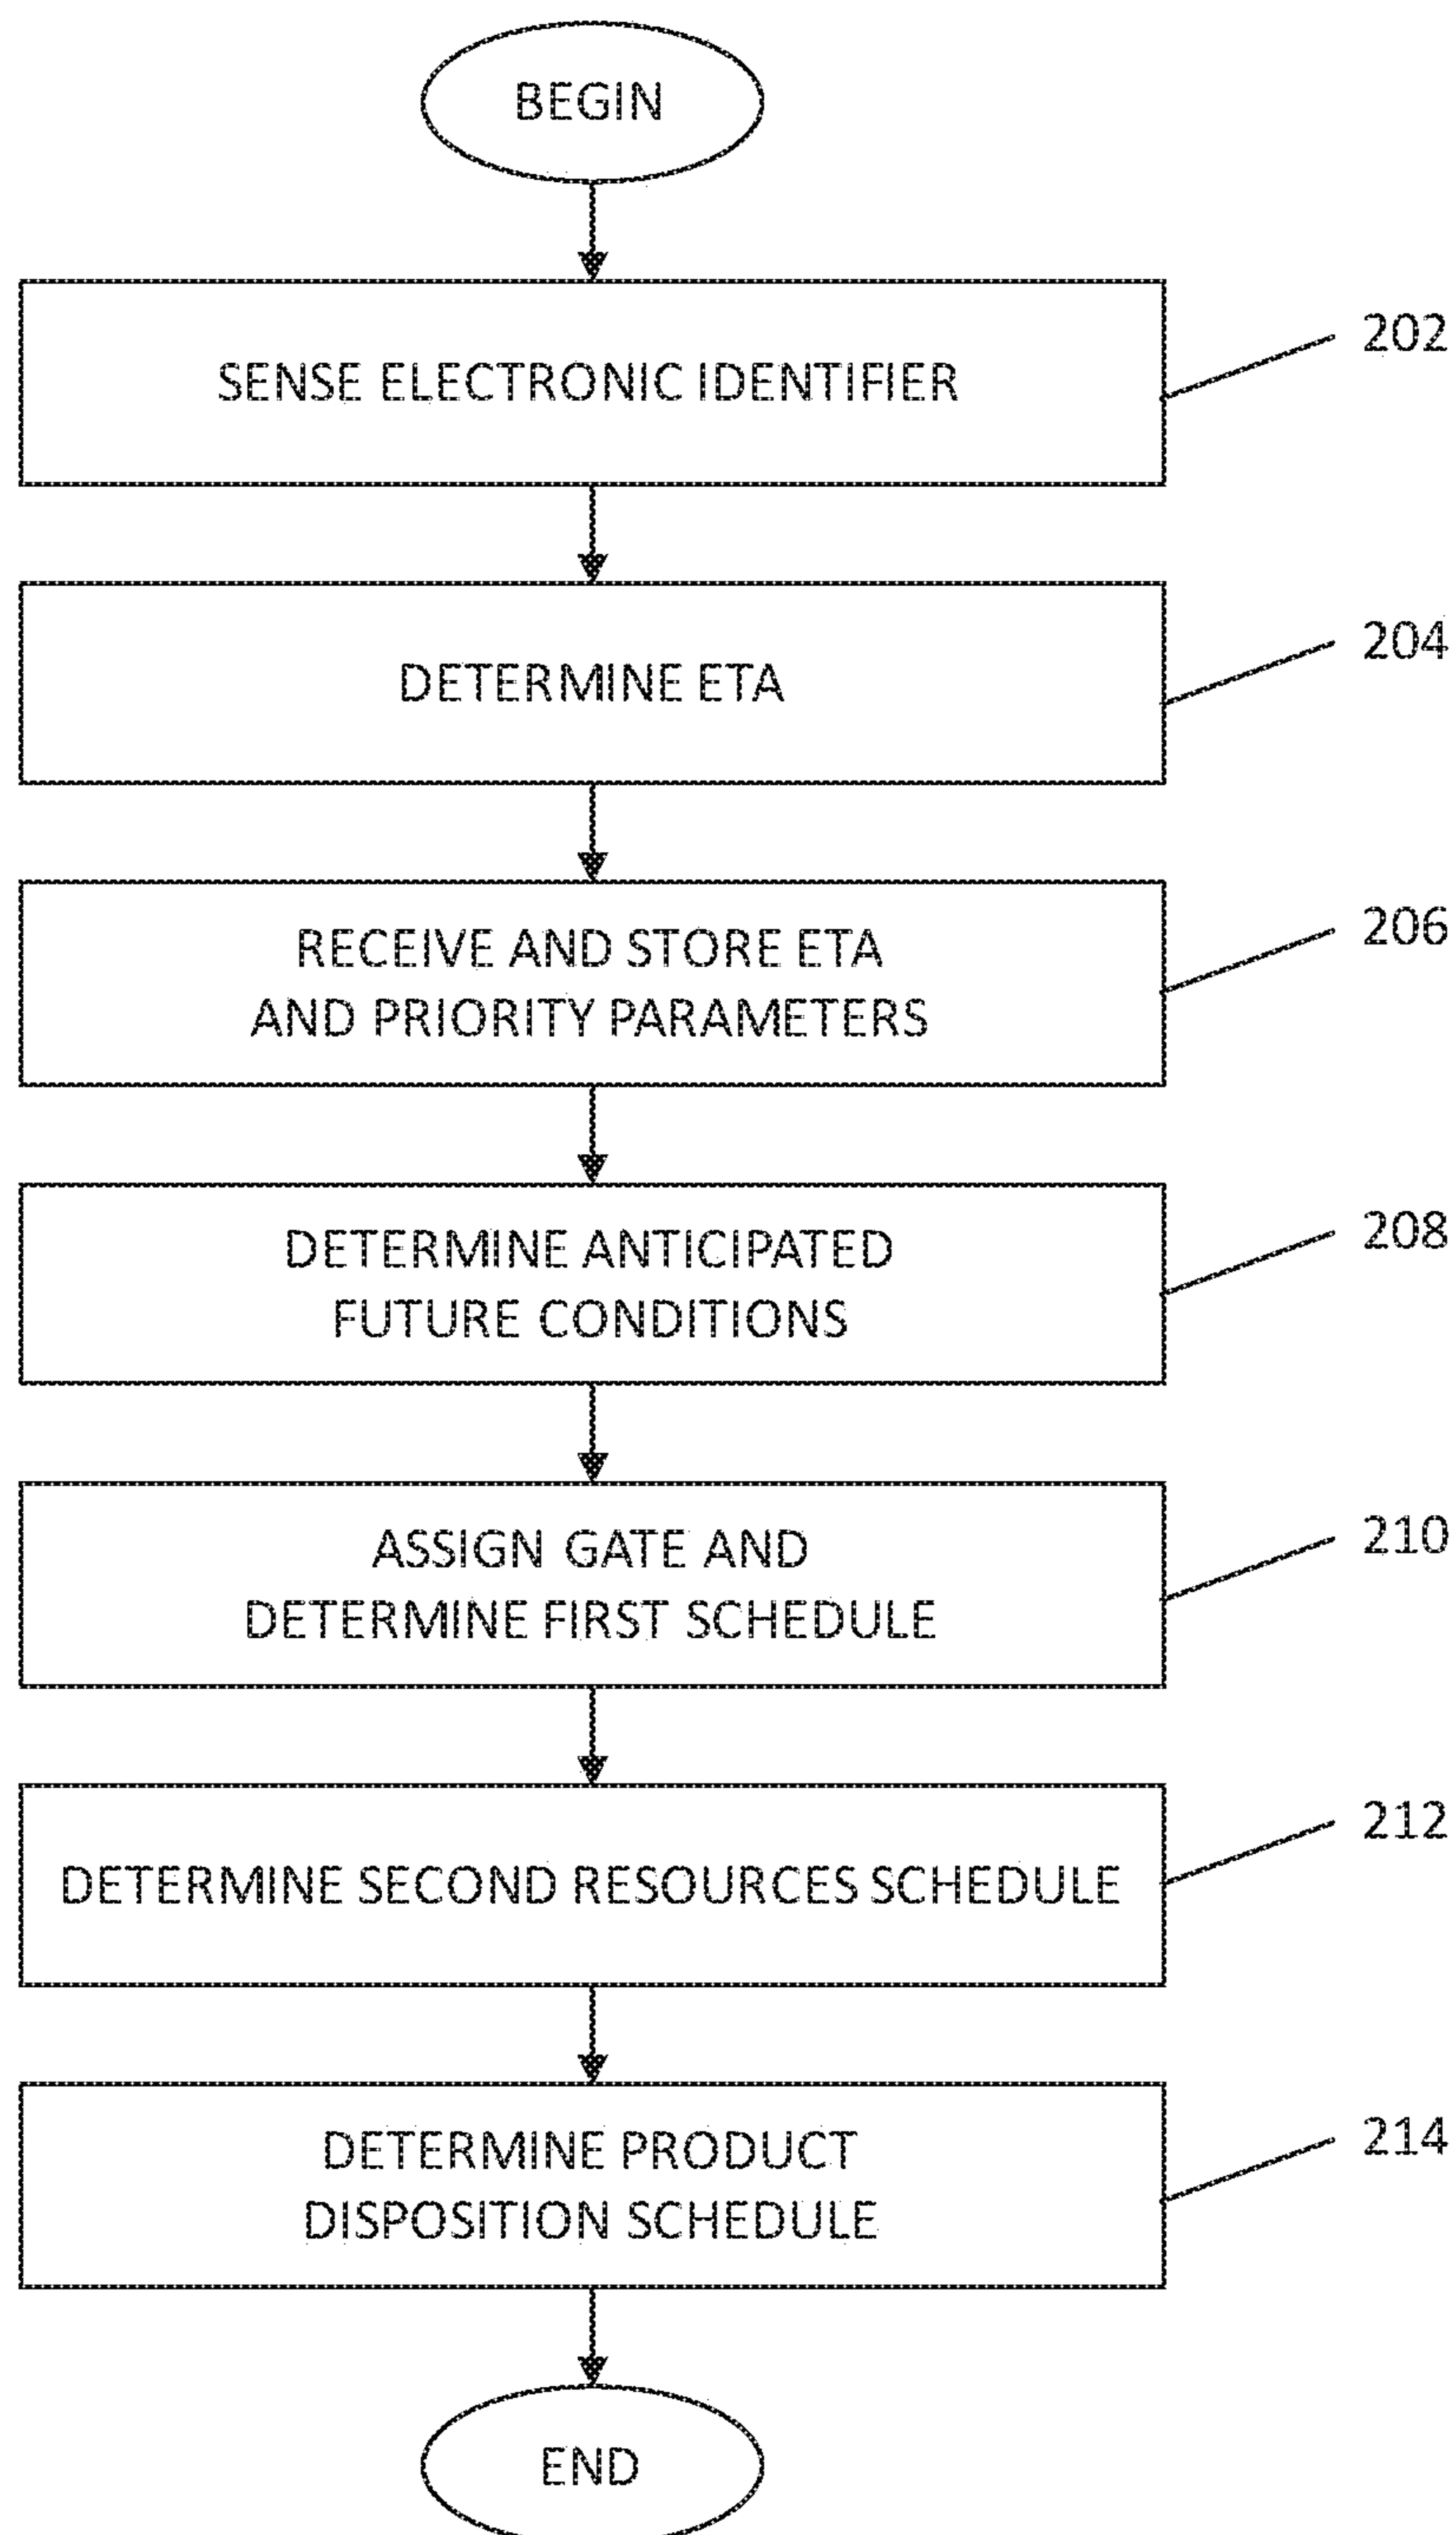 BEGIN
202
SENSE ELECTRONIC IDENTIFIER
204
DETERMINE ETA
206
RECEIVE AND STORE ETA
AND PRIORITY PARAMETERS
208
DETERMINE ANTICIPATED
FUTURE CONDITIONS
210
ASSIGN GATE AND
DETERMINE FIRST SCHEDULE
212
DETERMINE SECOND RESOURCES SCHEDULE
214
DETERMINE PRODUCT
DISPOSITION SCHEDULE
END